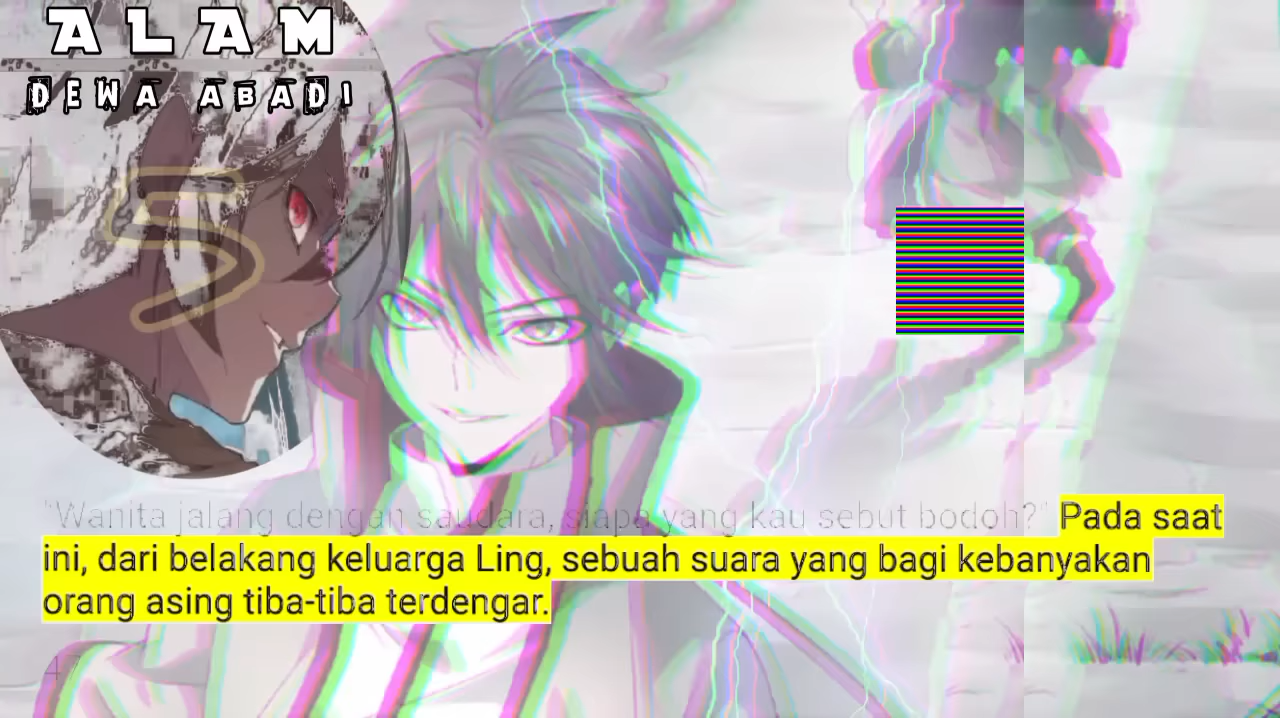 ALAM
DEWA ABADI
"Wanita jalang dengan saudara, siapa yang kau sebut bodoh?" Pada saat
ini, dari belakang keluarga Ling, sebuah suara yang bagi kebanyakan
orang asing tiba-tiba terdengar.
47